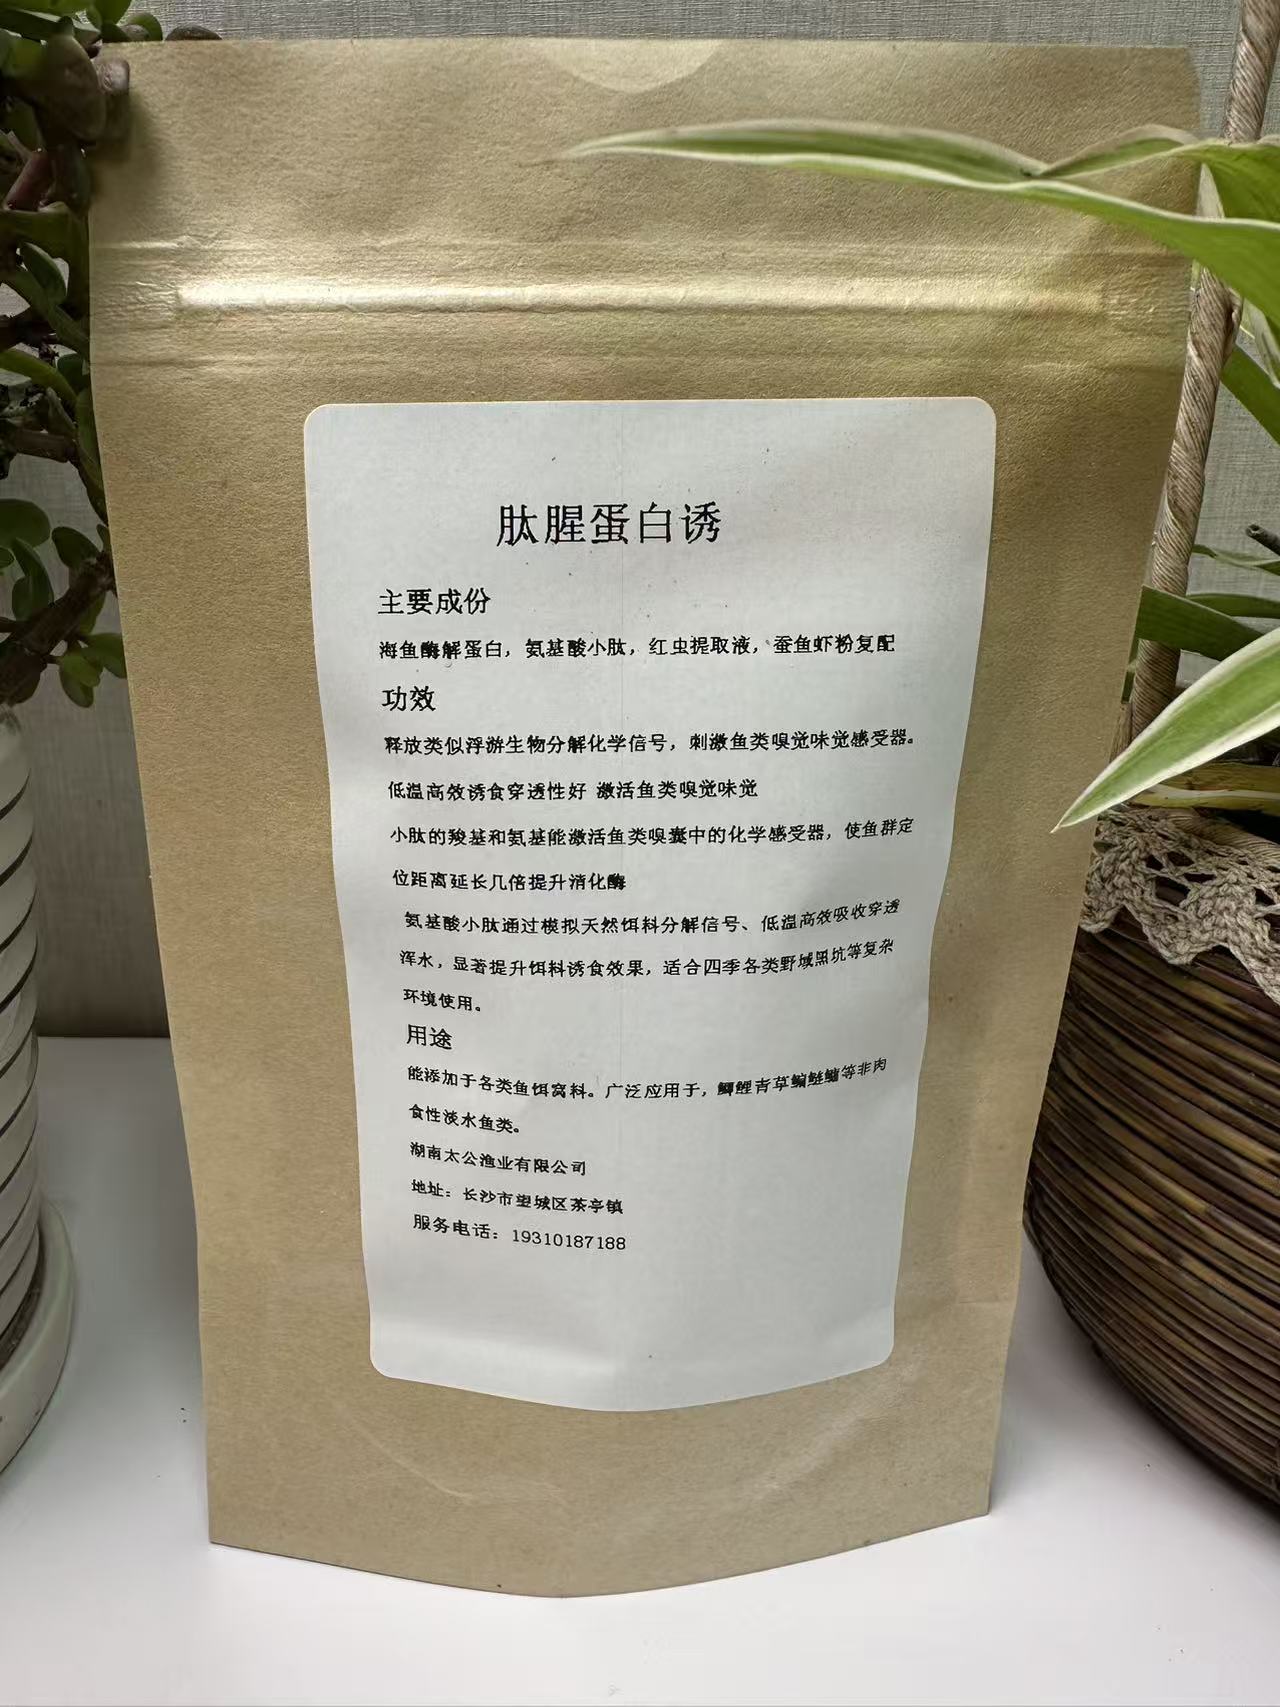 肽腥蛋白诱
主要成份
海鱼酶解蛋白，氨基酸小肽，红虫提取液，蚕鱼虾粉复配
功效
释放类似浮游生物分解化学信号，刺激鱼类嗅觉味觉感受器。
低温高效诱食穿透性好 激活鱼类嗅觉味觉
小肽的羧基和氨基能激活鱼类嗅囊中的化学感受器，使鱼群定
位距离延长几倍提升消化酶
氨基酸小肽通过模拟天然饵料分解信号、低温高效吸收穿透
浑水，显著提升饵料诱食效果，适合四季各类野域黑坑等复杂
环境使用。
用途
能添加于各类鱼饵窝料。广泛应用于，鲫鲤青草鳊鲢鳙等非肉
食性淡水鱼类。
湖南太公渔业有限公司
地址：长沙市望城区茶亭镇
服务电话：19310187188